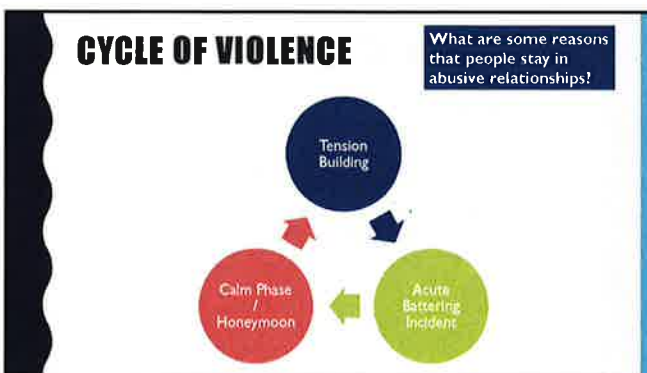 CYCLE OF VIOLENCE
What are some reasons
that people stay in
abusive relationships?
Tension
Building
Calm Phase
/
Honeymoon
Acute
Battering
Incident